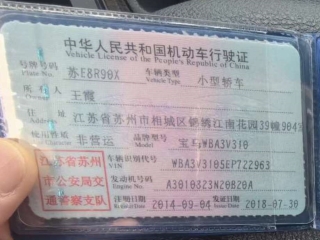 中华人民共和国机动车行驶证
Vehicle License of the People's Republic of China
号牌号码 苏E8R90X 车辆类型 小型轿车
Plate No. Vehicle Type
所有人 王霞
Owner
住址 江苏省苏州市相城区锦绣江南花园39幢904室
Address
使用性质 非营运 品牌型号 宝马WBA3V310
Use Character Model
江苏省苏州
市公安局交
通警察支队
车辆识别代号 WBA3V3105EP722963
VIN
发动机号码 A3010323N20B20A
Engine No.
注册日期 2014-09-04 发证日期 2018-07-30
Register Date Issue Date